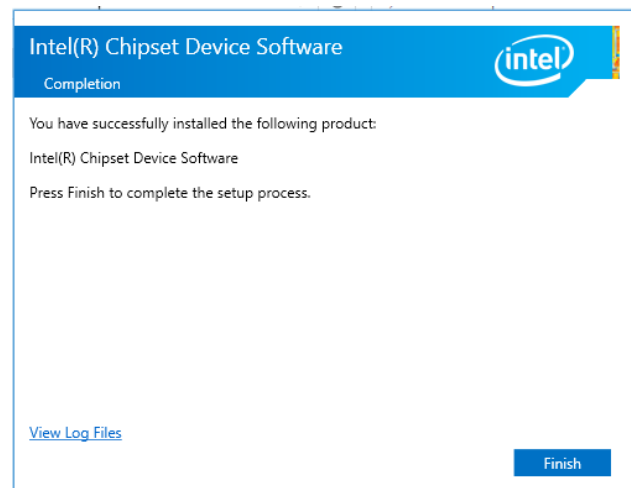 Intel(R) Chipset Device Software
intel
Completion
You have successfully installed the following product:
Intel(R) Chipset Device Software
Press Finish to complete the setup process.
View Log Files
Finish